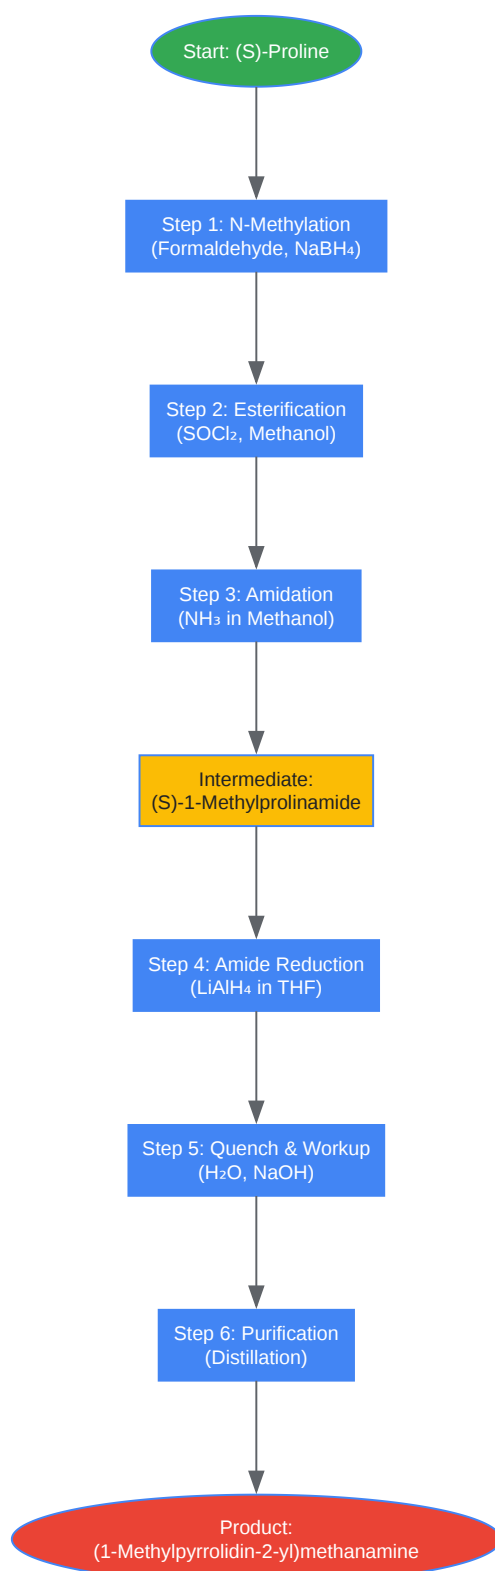 Start: (S)-Proline
Step 1: N-Methylation
(Formaldehyde, NaBH₄)
Step 2: Esterification
(SOCl₂, Methanol)
Step 3: Amidation
(NH₃ in Methanol)
Intermediate:
(S)-1-Methylprolinamide
Step 4: Amide Reduction
(LiAlH₄ in THF)
Step 5: Quench & Workup
(H₂O, NaOH)
Step 6: Purification
(Distillation)
Product:
(1-Methylpyrrolidin-2-yl)methanamine